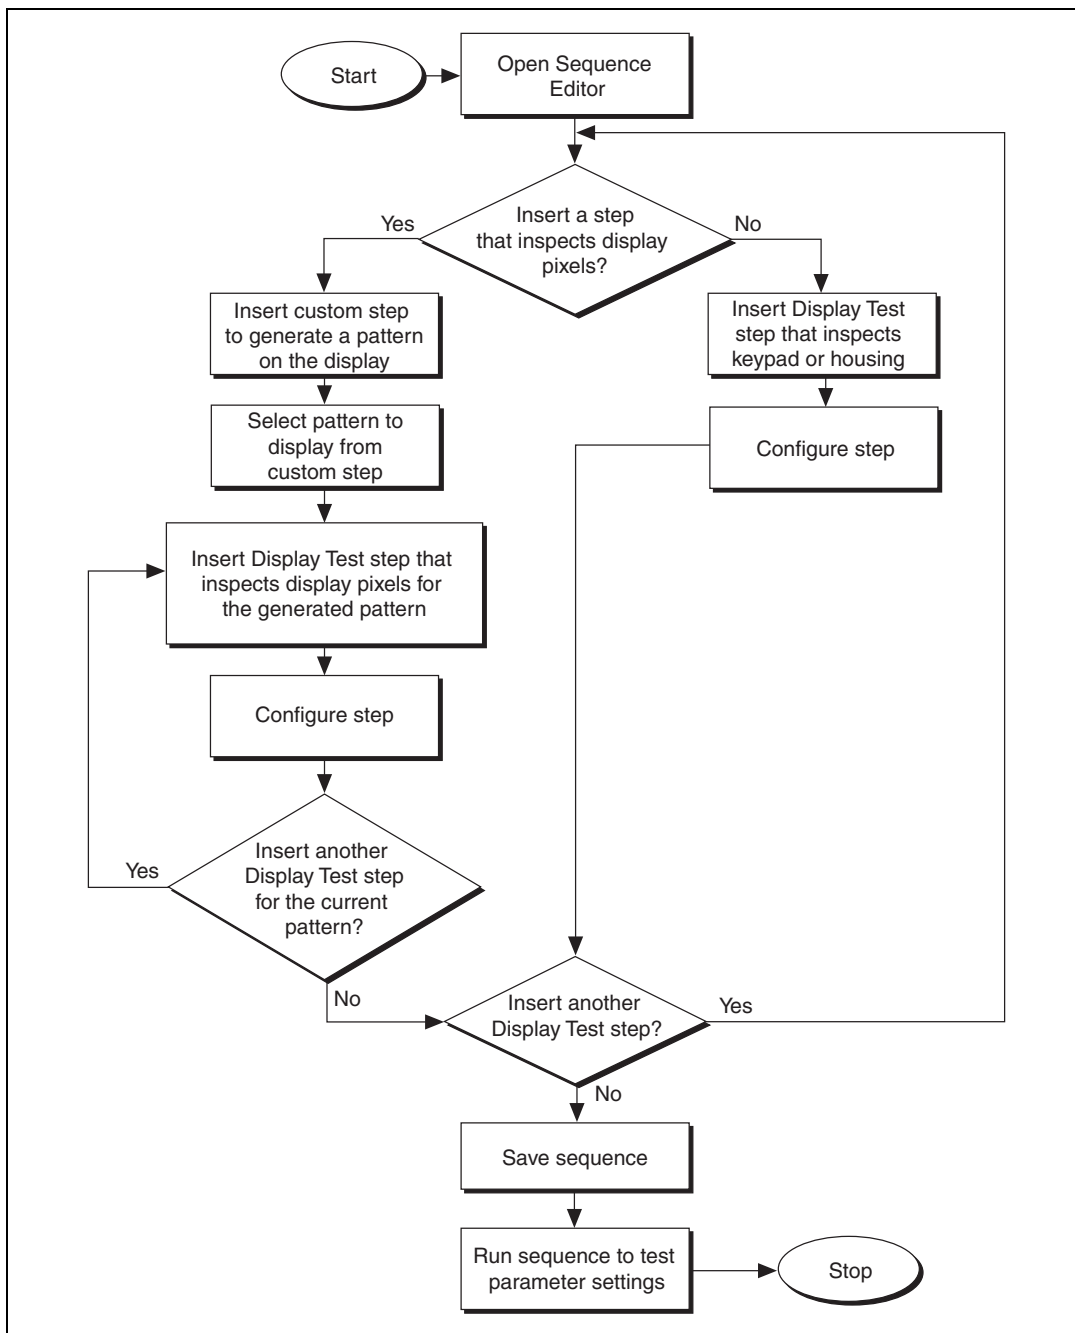 Start
Open Sequence
Editor
Insert a step
that inspects display
pixels?
Yes
No
Insert custom step
to generate a pattern
on the display
Insert Display Test
step that inspects
keypad or housing
Select pattern to
display from
custom step
Configure step
Insert Display Test step that
inspects display pixels for
the generated pattern
Configure step
Insert another
Display Test step
for the current
pattern?
Yes
No
Insert another
Display Test step?
Yes
No
Save sequence
Run sequence to test
parameter settings
Stop